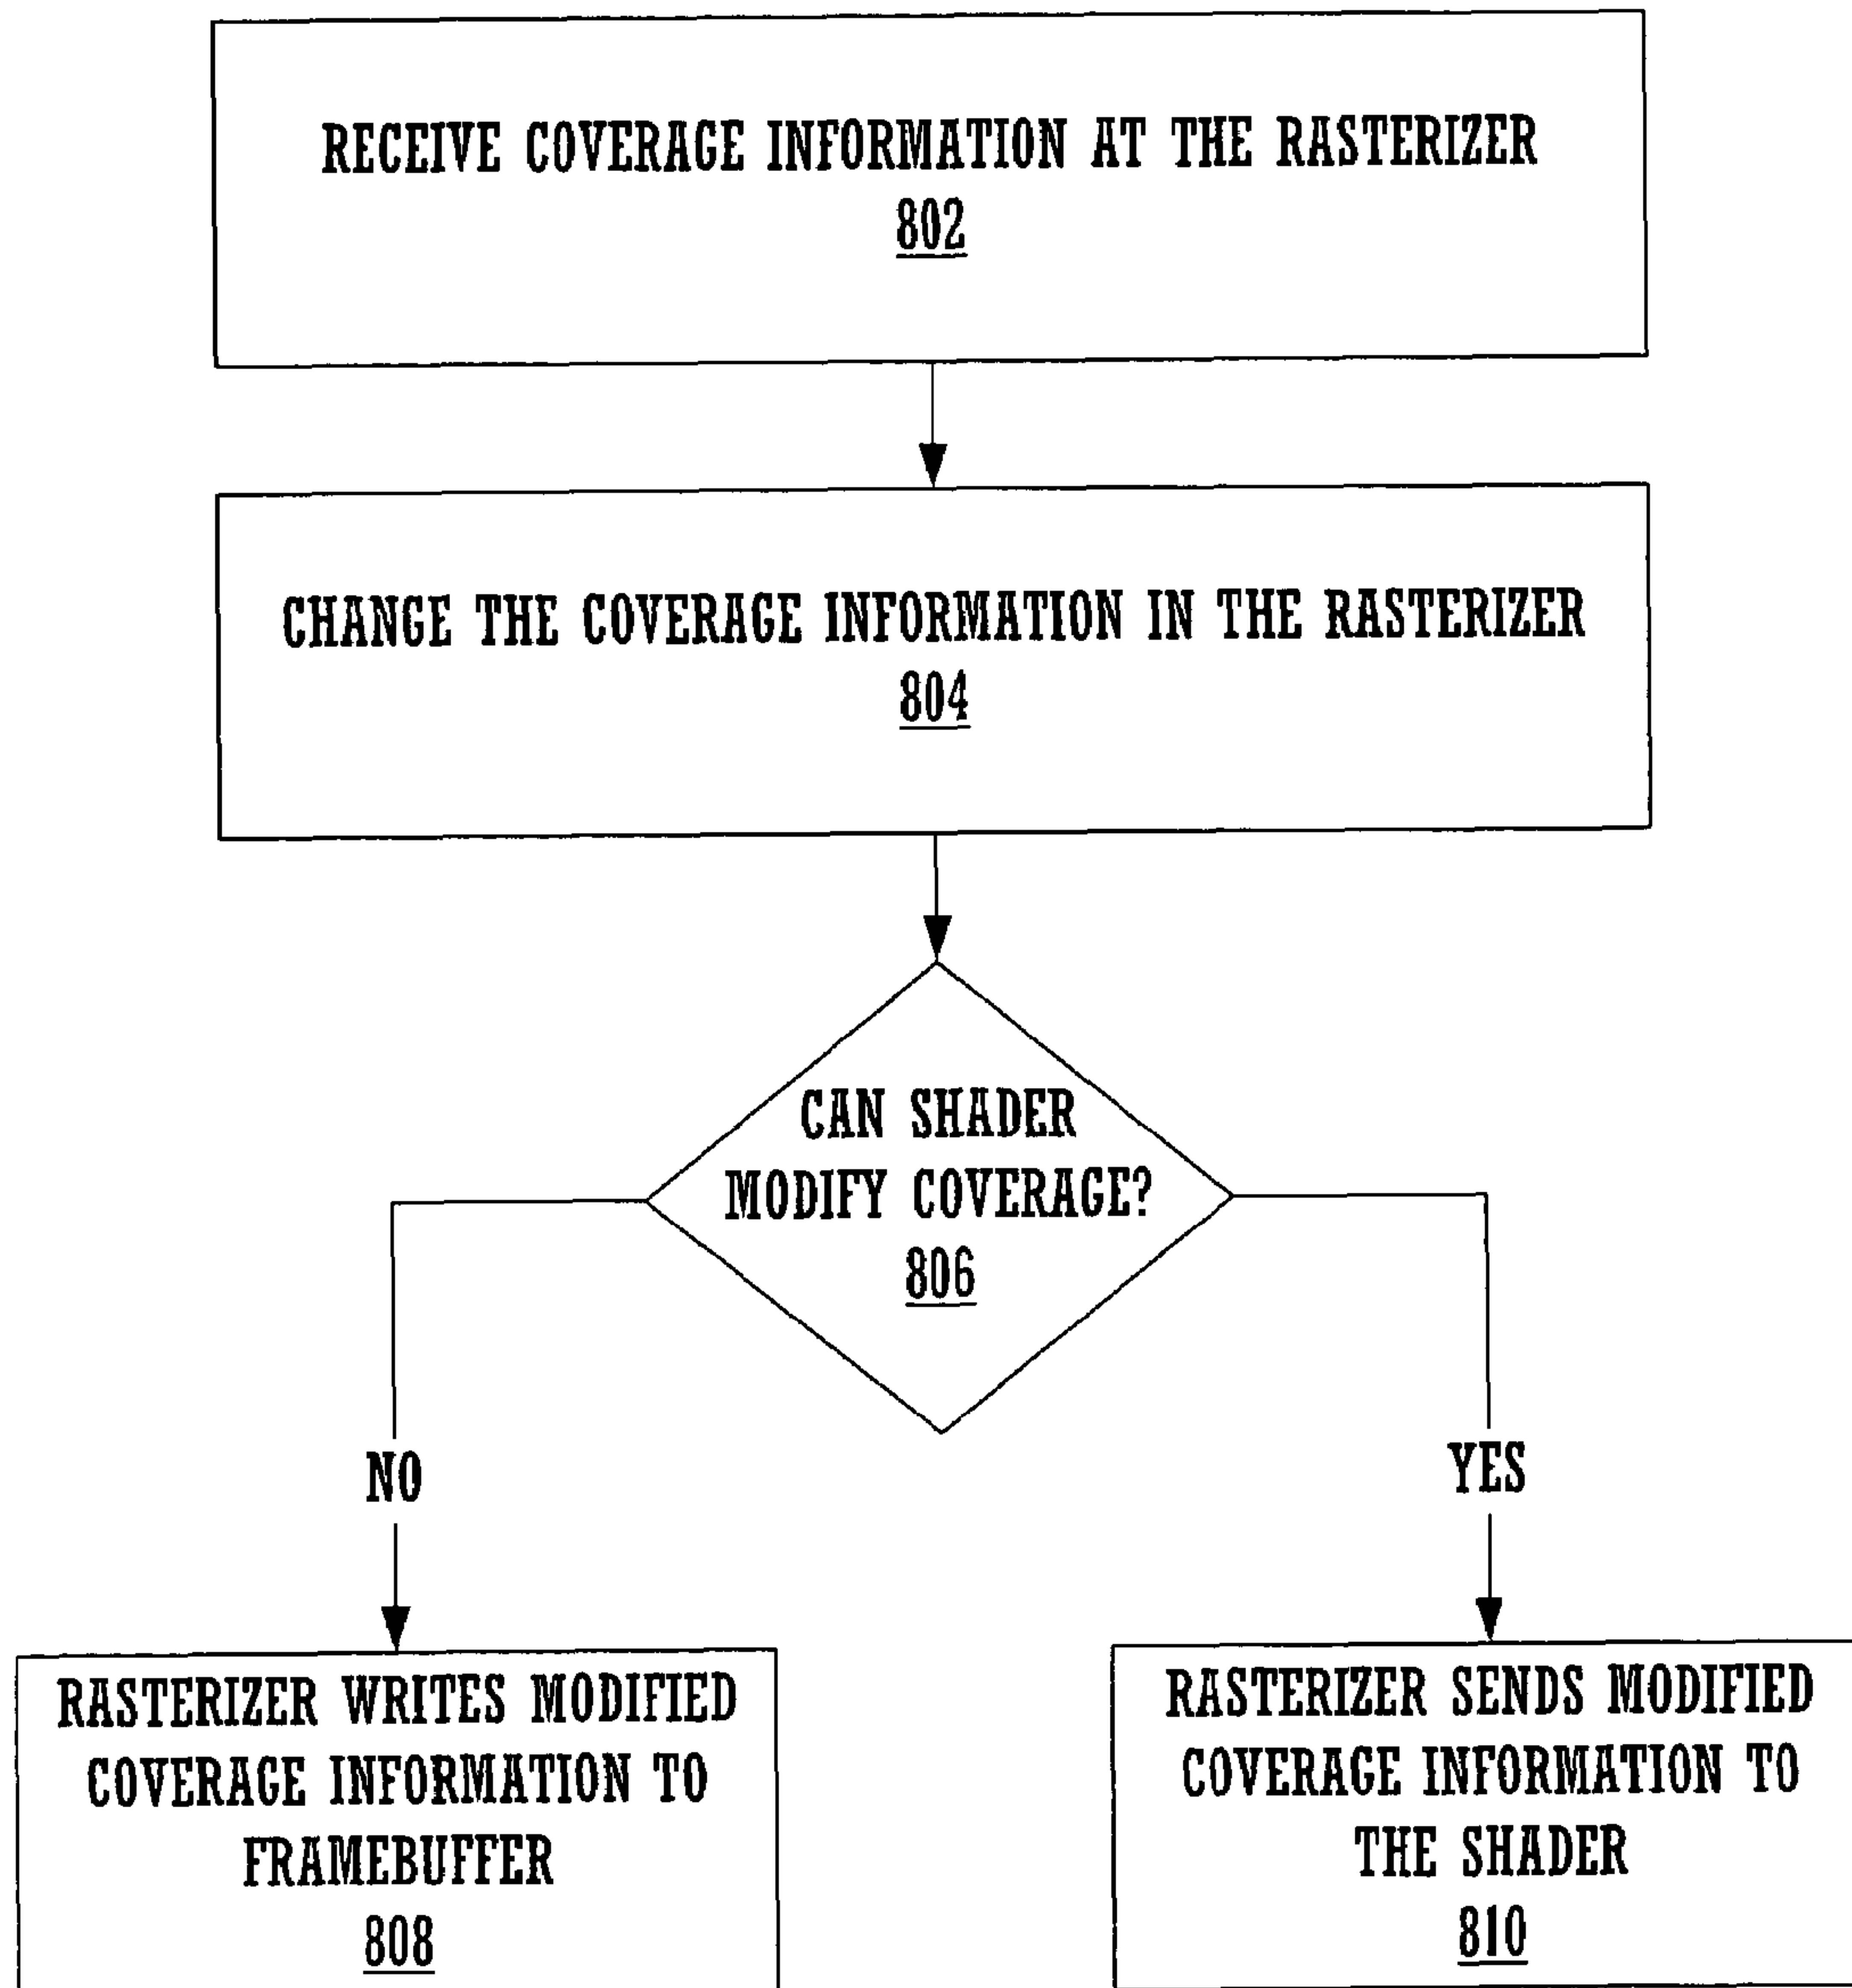 RECEIVE COVERAGE INFORMATION AT THE RASTERIZER
802
CHANGE THE COVERAGE INFORMATION IN THE RASTERIZER
804
CAN SHADER
MODIFY COVERAGE?
806
NO
YES
RASTERIZER WRITES MODIFIED
COVERAGE INFORMATION TO
FRAMEBUFFER
808
RASTERIZER SENDS MODIFIED
COVERAGE INFORMATION TO
THE SHADER
810